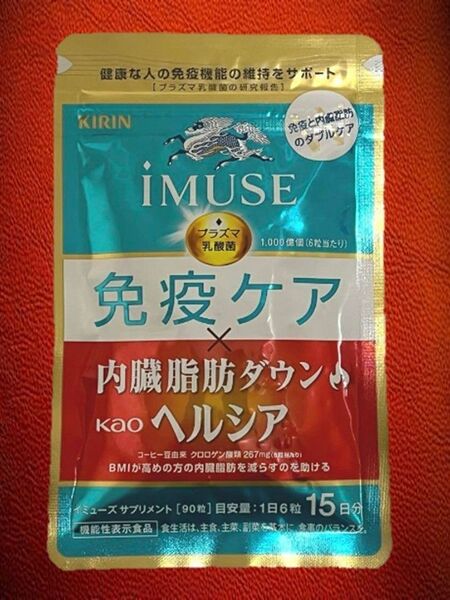 健康な人の免疫機能の維持をサポート
【プラズマ乳酸菌の研究報告】
KIRIN
免疫と内臓脂肪
のダブルケア
iMUSE
プラズマ
乳酸菌
1,000億個(6粒当たり)
免疫ケア
×
内臓脂肪ダウン
Kao ヘルシア
コーヒー豆由来 クロロゲン酸類 267mg(6粒当たり)
BMIが高めの方の内臓脂肪を減らすのを助ける
イミューズ サプリメント [90粒] 目安量:1日6粒 15日分
機能性表示食品 食生活は、主食、主菜、副菜を基本に、食事のバランスを。